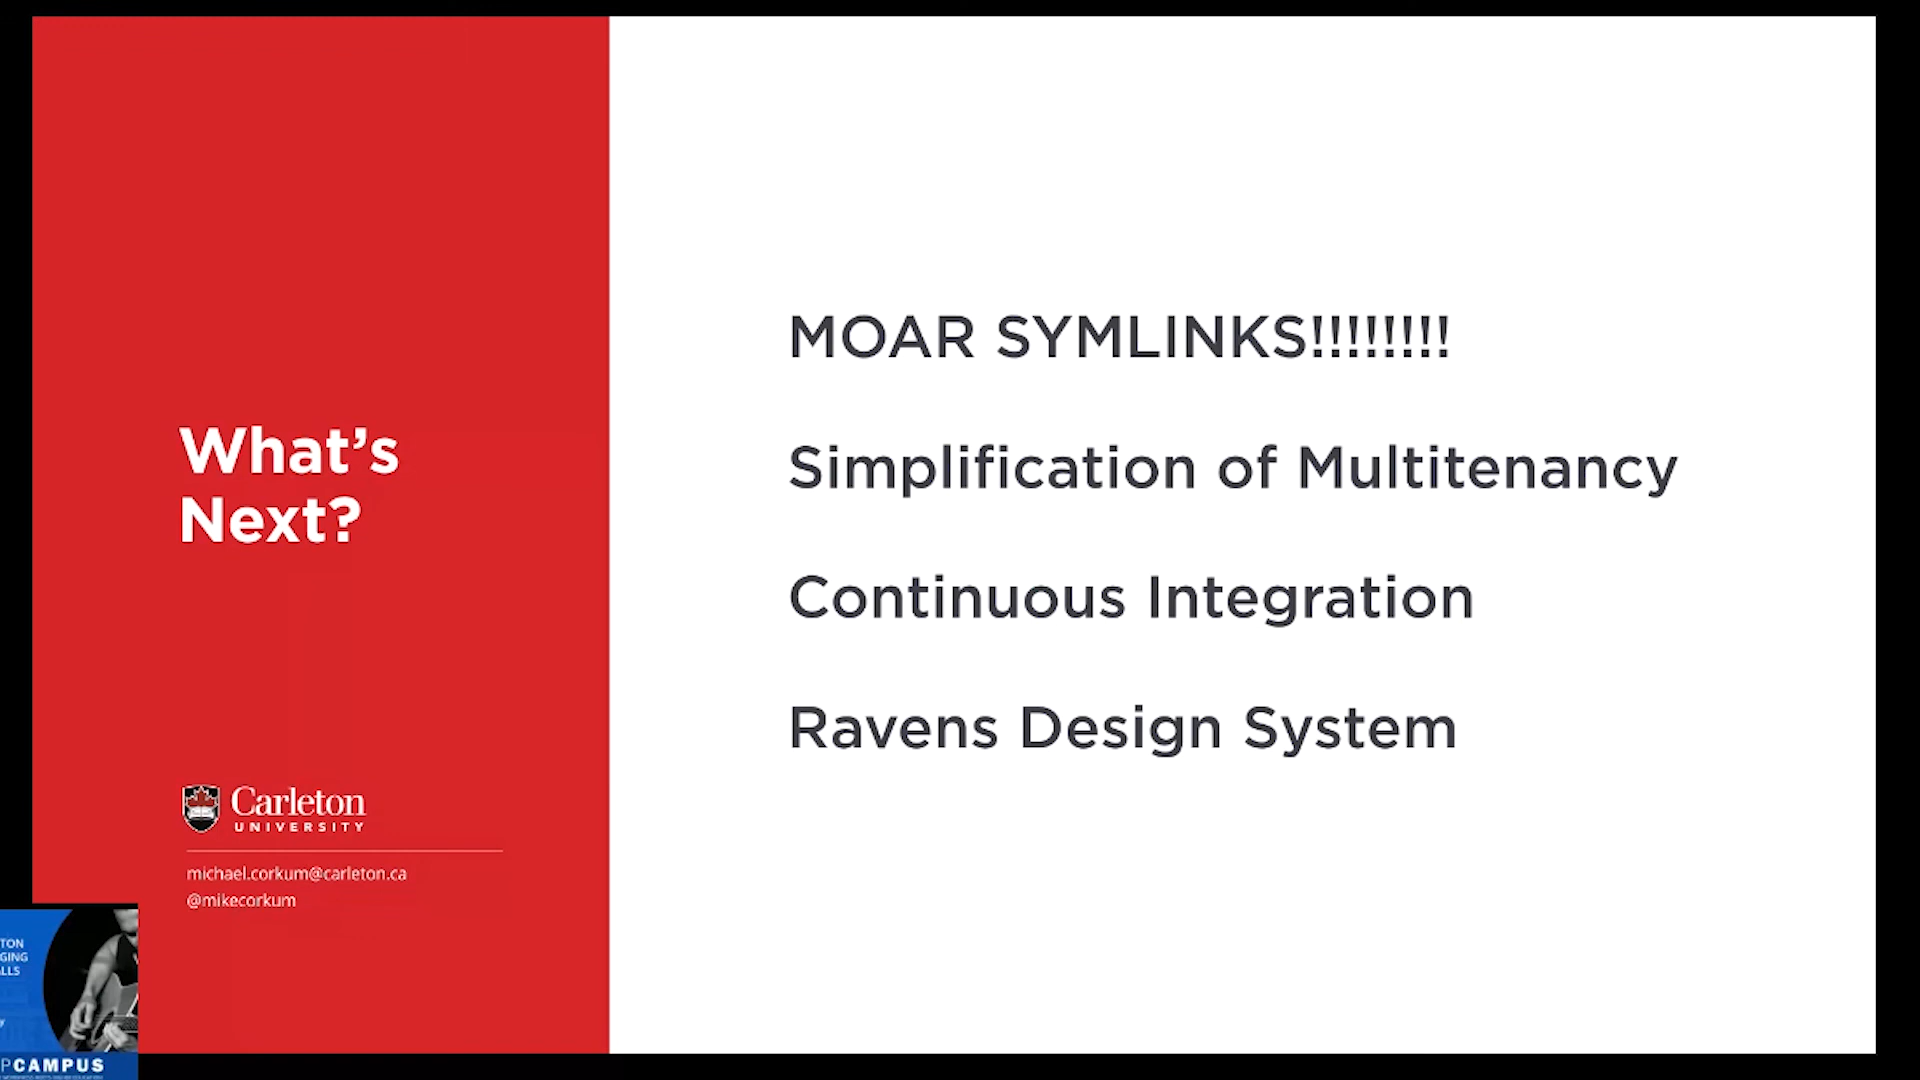 What's
Next?
MOAR SYMLINKS!!!!!!!!
Simplification of Multitenancy
Continuous Integration
Ravens Design System
Carleton
UNIVERSITY
michael.corkum@carleton.ca
@mikecorkum
TON
GING
LLS
PCAMPUS